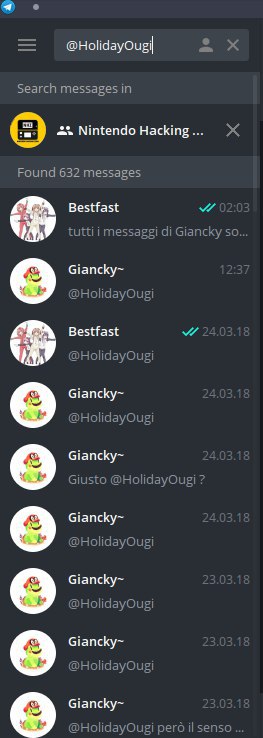 @HolidayOugi
Search messages in
Nintendo Hacking ...
Found 632 messages
Bestfast 02:03
tutti i messaggi di Giancky so...
Giancky~ 12:37
@HolidayOugi
Bestfast 24.03.18
@HolidayOugi
Giancky~ 24.03.18
@HolidayOugi
Giancky~ 24.03.18
Giusto @HolidayOugi ?
Giancky~ 24.03.18
@HolidayOugi
Giancky~ 23.03.18
@HolidayOugi
Giancky~ 23.03.18
@HolidayOugi
Giancky~ 23.03.18
@HolidayOugi però il senso ...